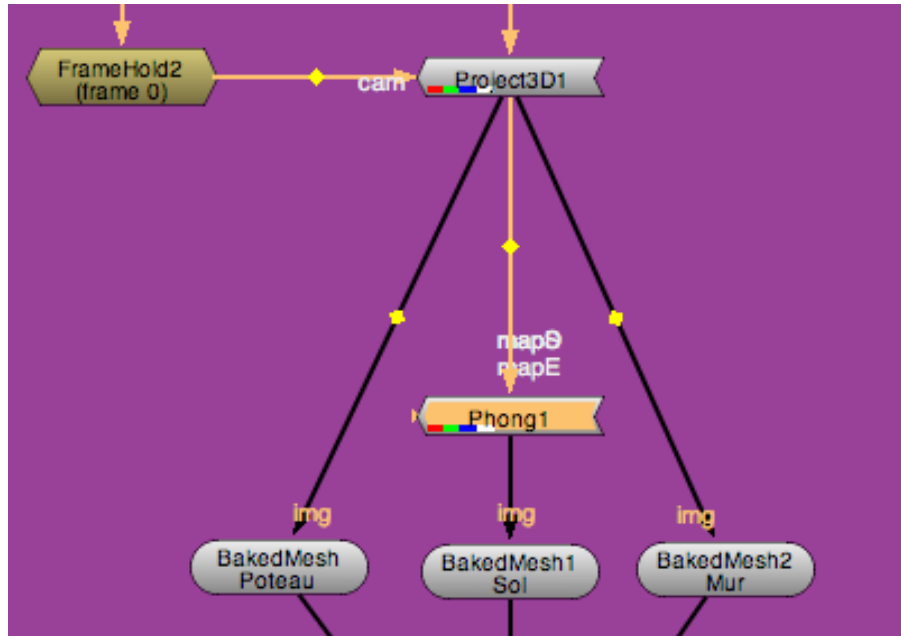 FrameHold2
(frame 0)
cam
Project3D1
mapE
Phong1
img
img
img
BakedMesh
Poteau
BakedMesh1
Sol
BakedMesh2
Mur